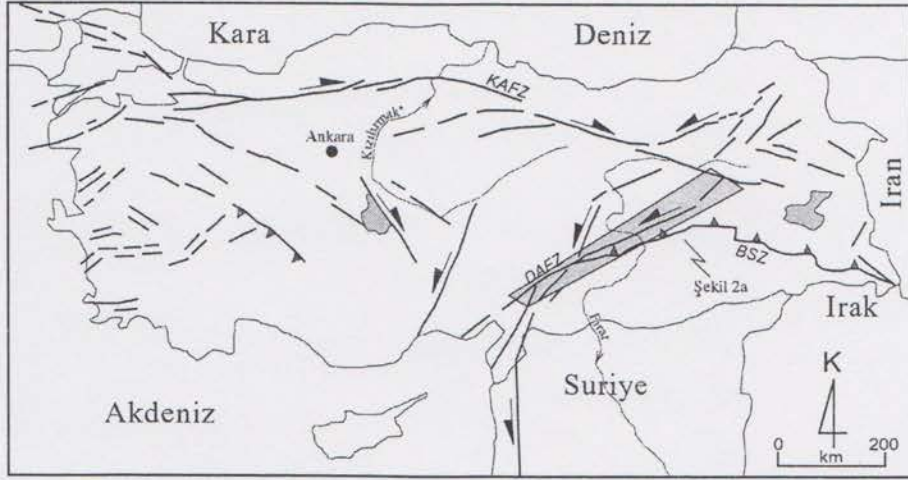 Kara Deniz
KAFZ
Kızılırmak
Ankara
Iran
DAFZ
BSZ
Şekil 2a
Irak
Fırat
Suriye
Akdeniz
K
0 200
km